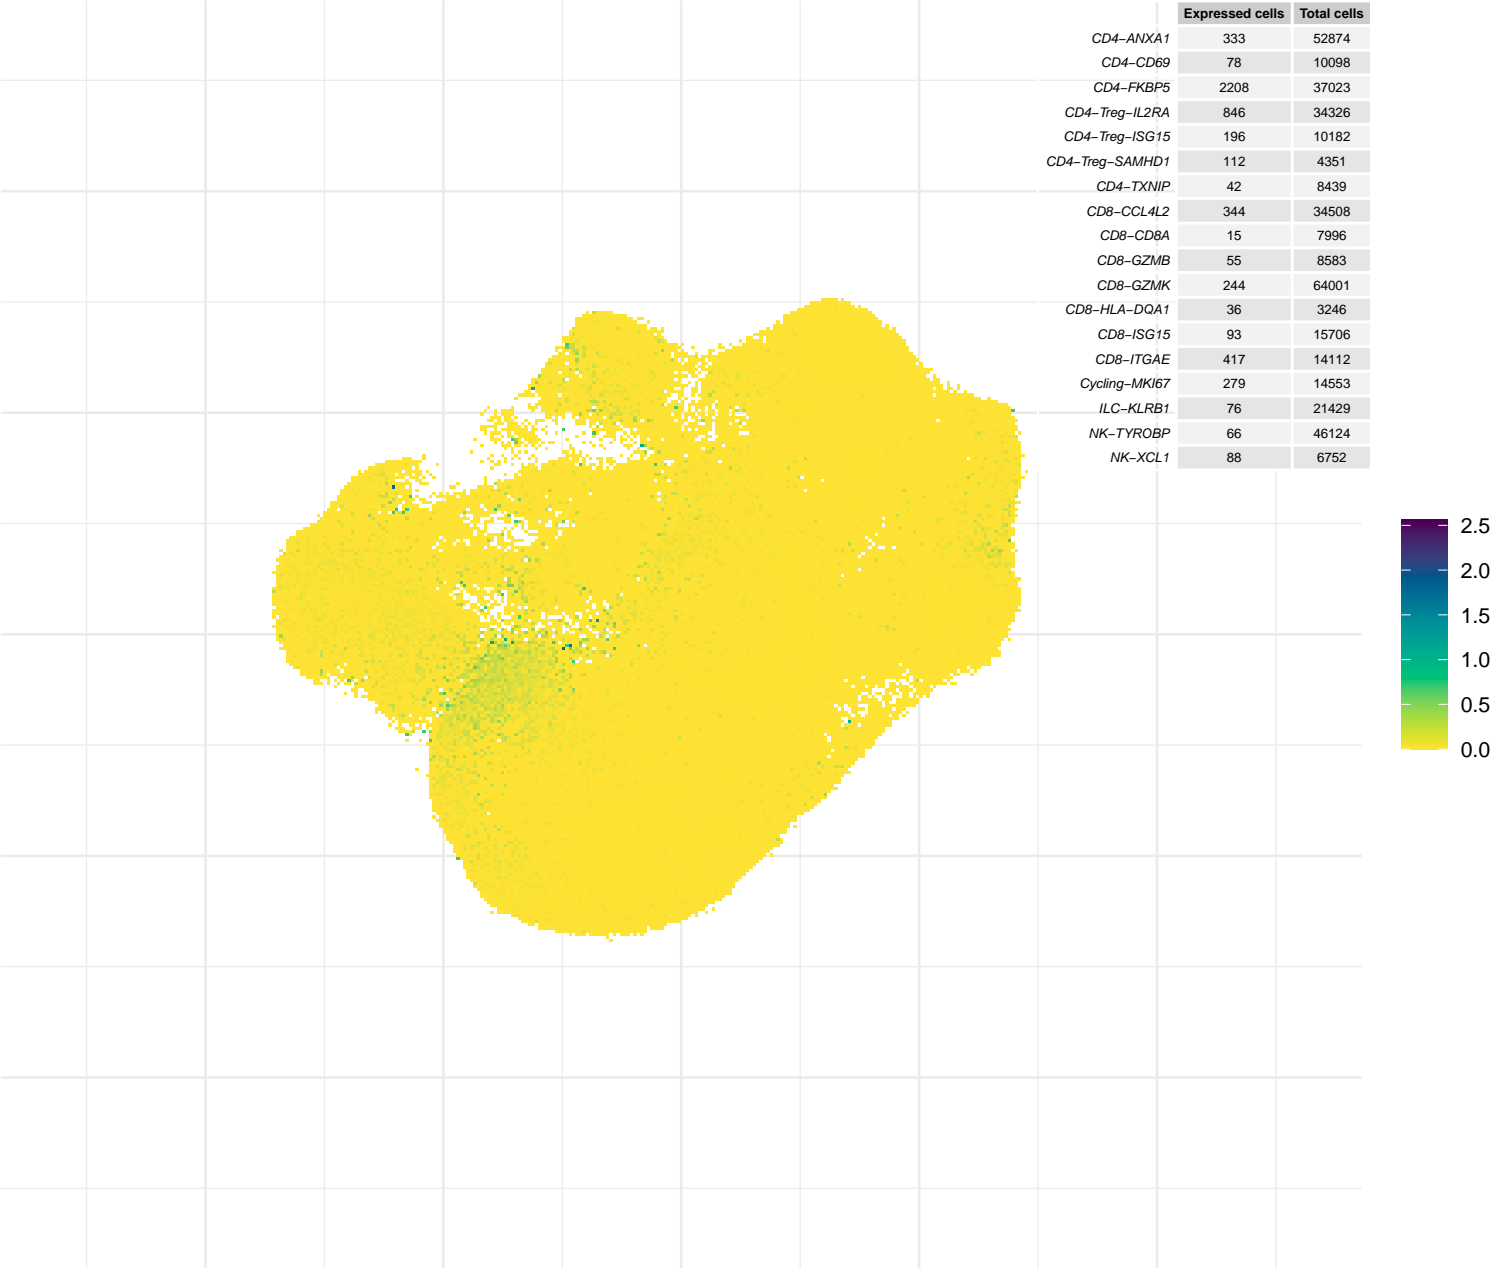 Expressed cells Total cells
CD4−ANXA1 333 52874
CD4−CD69 78 10098
CD4−FKBP5 2208 37023
CD4−Treg−IL2RA 846 34326
CD4−Treg−ISG15 196 10182
CD4−Treg−SAMHD1 112 4351
CD4−TXNIP 42 8439
CD8−CCL4L2 344 34508
CD8−CD8A 15 7996
CD8−GZMB 55 8583
CD8−GZMK 244 64001
CD8−HLA−DQA1 36 3246
CD8−ISG15 93 15706
CD8−ITGAE 417 14112
Cycling−MKI67 279 14553
ILC−KLRB1 76 21429
NK−TYROBP 66 46124
NK−XCL1 88 6752
2.5
2.0
1.5
1.0
0.5
0.0